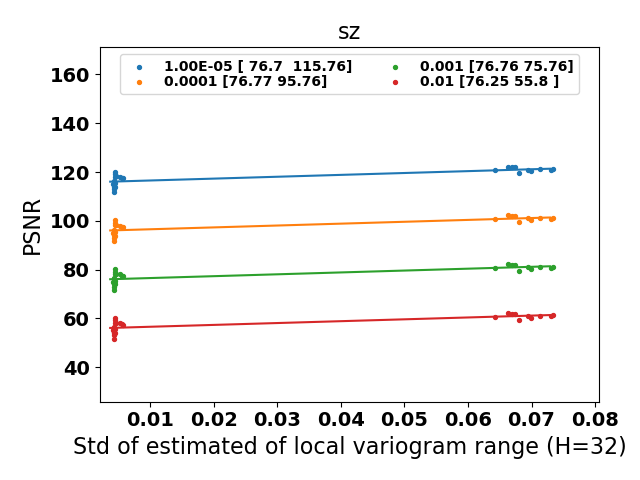 sz
1.00E-05 [ 76.7  115.76]
0.0001 [76.77 95.76]
0.001 [76.76 75.76]
0.01 [76.25 55.8 ]
PSNR
160
140
120
100
80
60
40
0.01 0.02 0.03 0.04 0.05 0.06 0.07 0.08
Std of estimated of local variogram range (H=32)